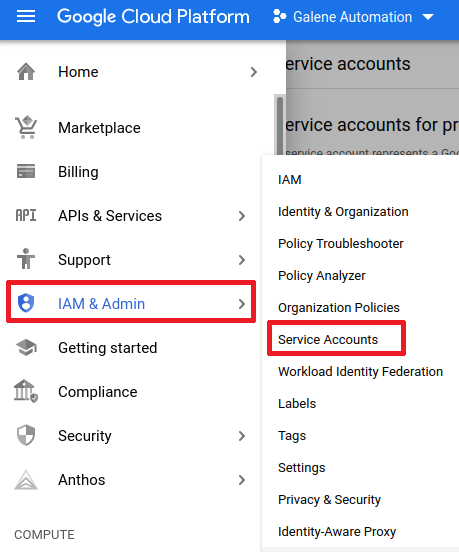 Google Cloud Platform
Galene Automation
Home
ervice accounts
Marketplace
ervice accounts for pr
Billing
service account represents a Goo
IAM
API APIs & Services
Identity & Organization
Policy Troubleshooter
Support
Policy Analyzer
IAM & Admin
Organization Policies
Service Accounts
Getting started
Workload Identity Federation
Compliance
Labels
Security
Tags
Settings
Anthos
Privacy & Security
COMPUTE
Identity-Aware Proxy